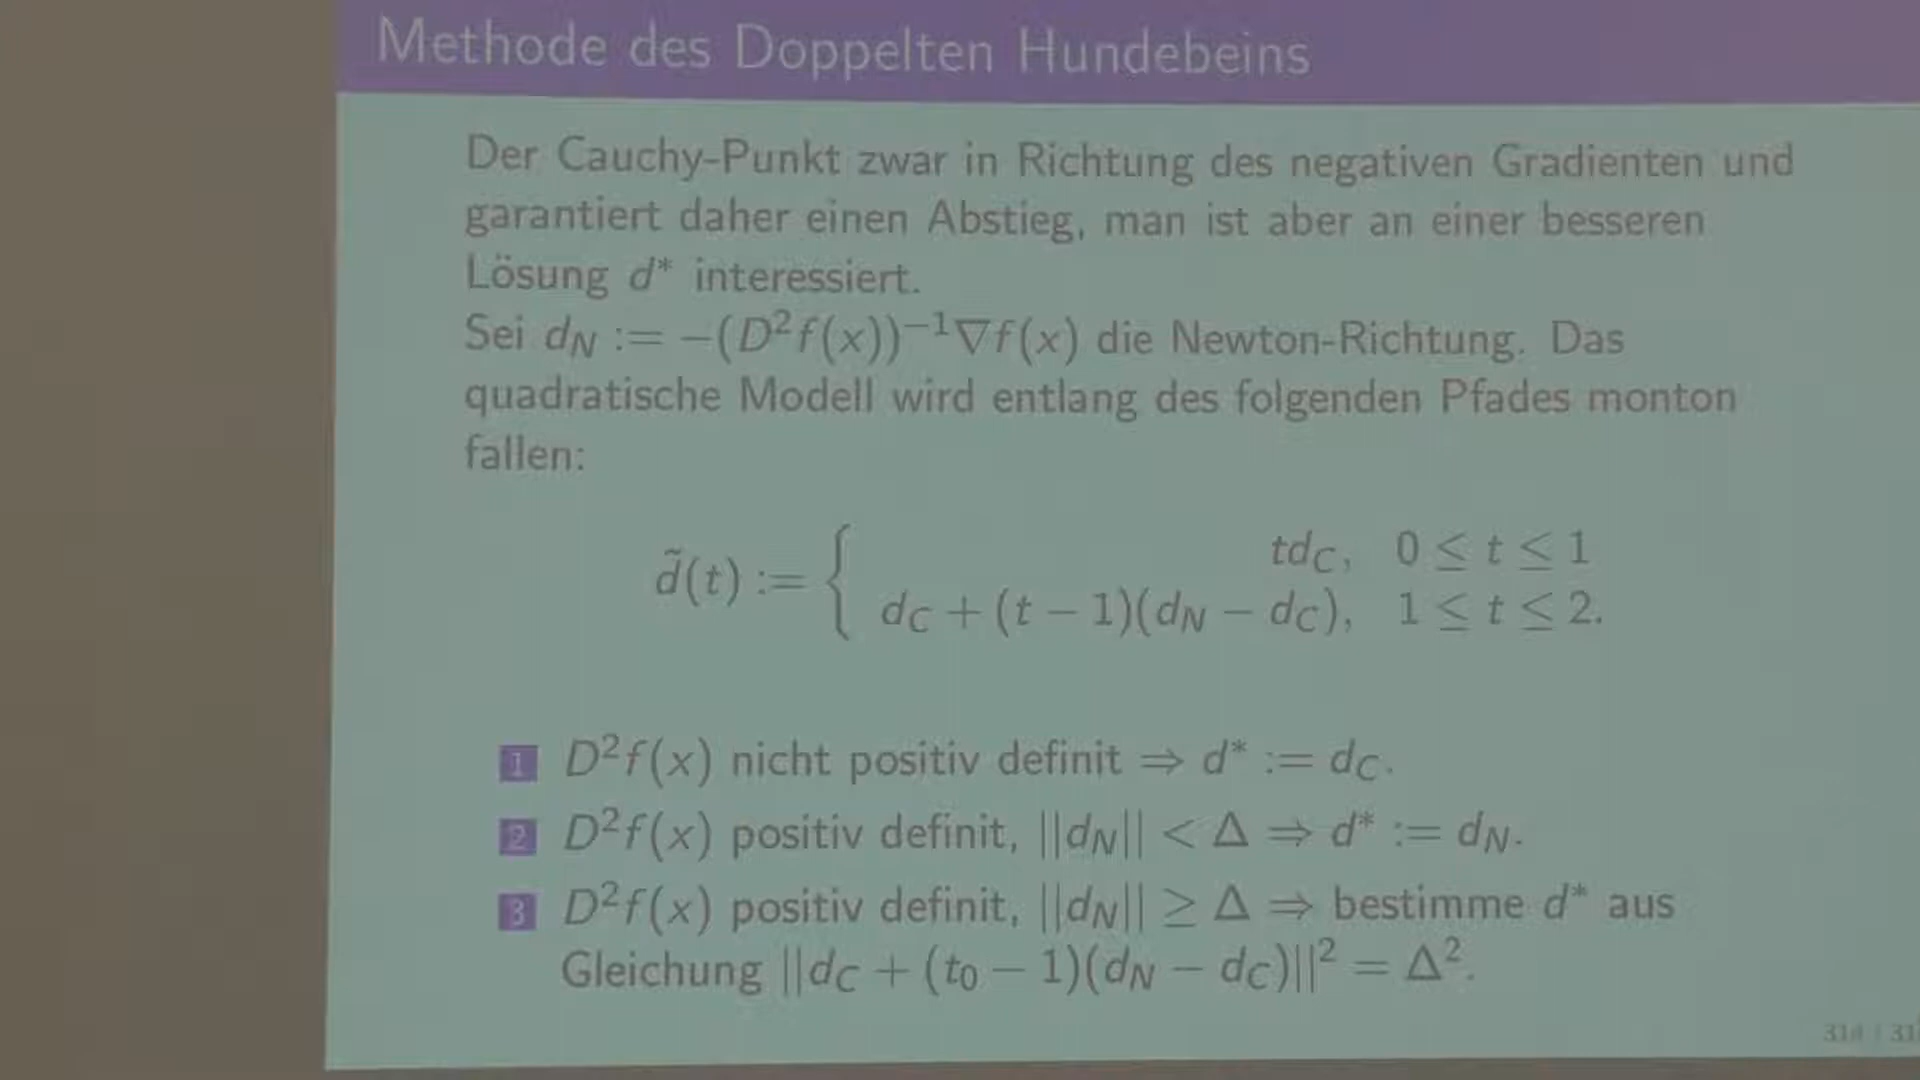 Methode des Doppelten Hundebeins
Der Cauchy-Punkt zwar in Richtung des negativen Gradienten und
garantiert daher einen Abstieg, man ist aber an einer besseren
Lösung d* interessiert.
Sei d_N := −(D²f(x))⁻¹∇f(x) die Newton-Richtung. Das
quadratische Modell wird entlang des folgenden Pfades monton
fallen:
d̃(t) := { td_C, 0 ≤ t ≤ 1
d_C + (t − 1)(d_N − d_C), 1 ≤ t ≤ 2.
1 D²f(x) nicht positiv definit ⇒ d* := d_C.
2 D²f(x) positiv definit, ||d_N|| < Δ ⇒ d* := d_N.
3 D²f(x) positiv definit, ||d_N|| ≥ Δ ⇒ bestimme d* aus
Gleichung ||d_C + (t₀ − 1)(d_N − d_C)||² = Δ².